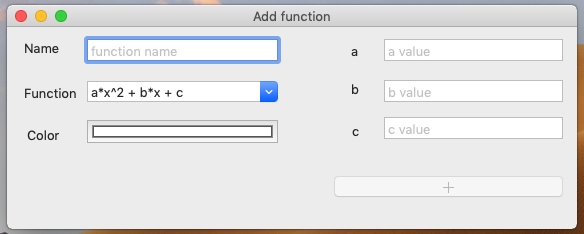 Add function
Name
function name
Function
a*x^2 + b*x + c
Color
a
a value
b
b value
c
c value
+